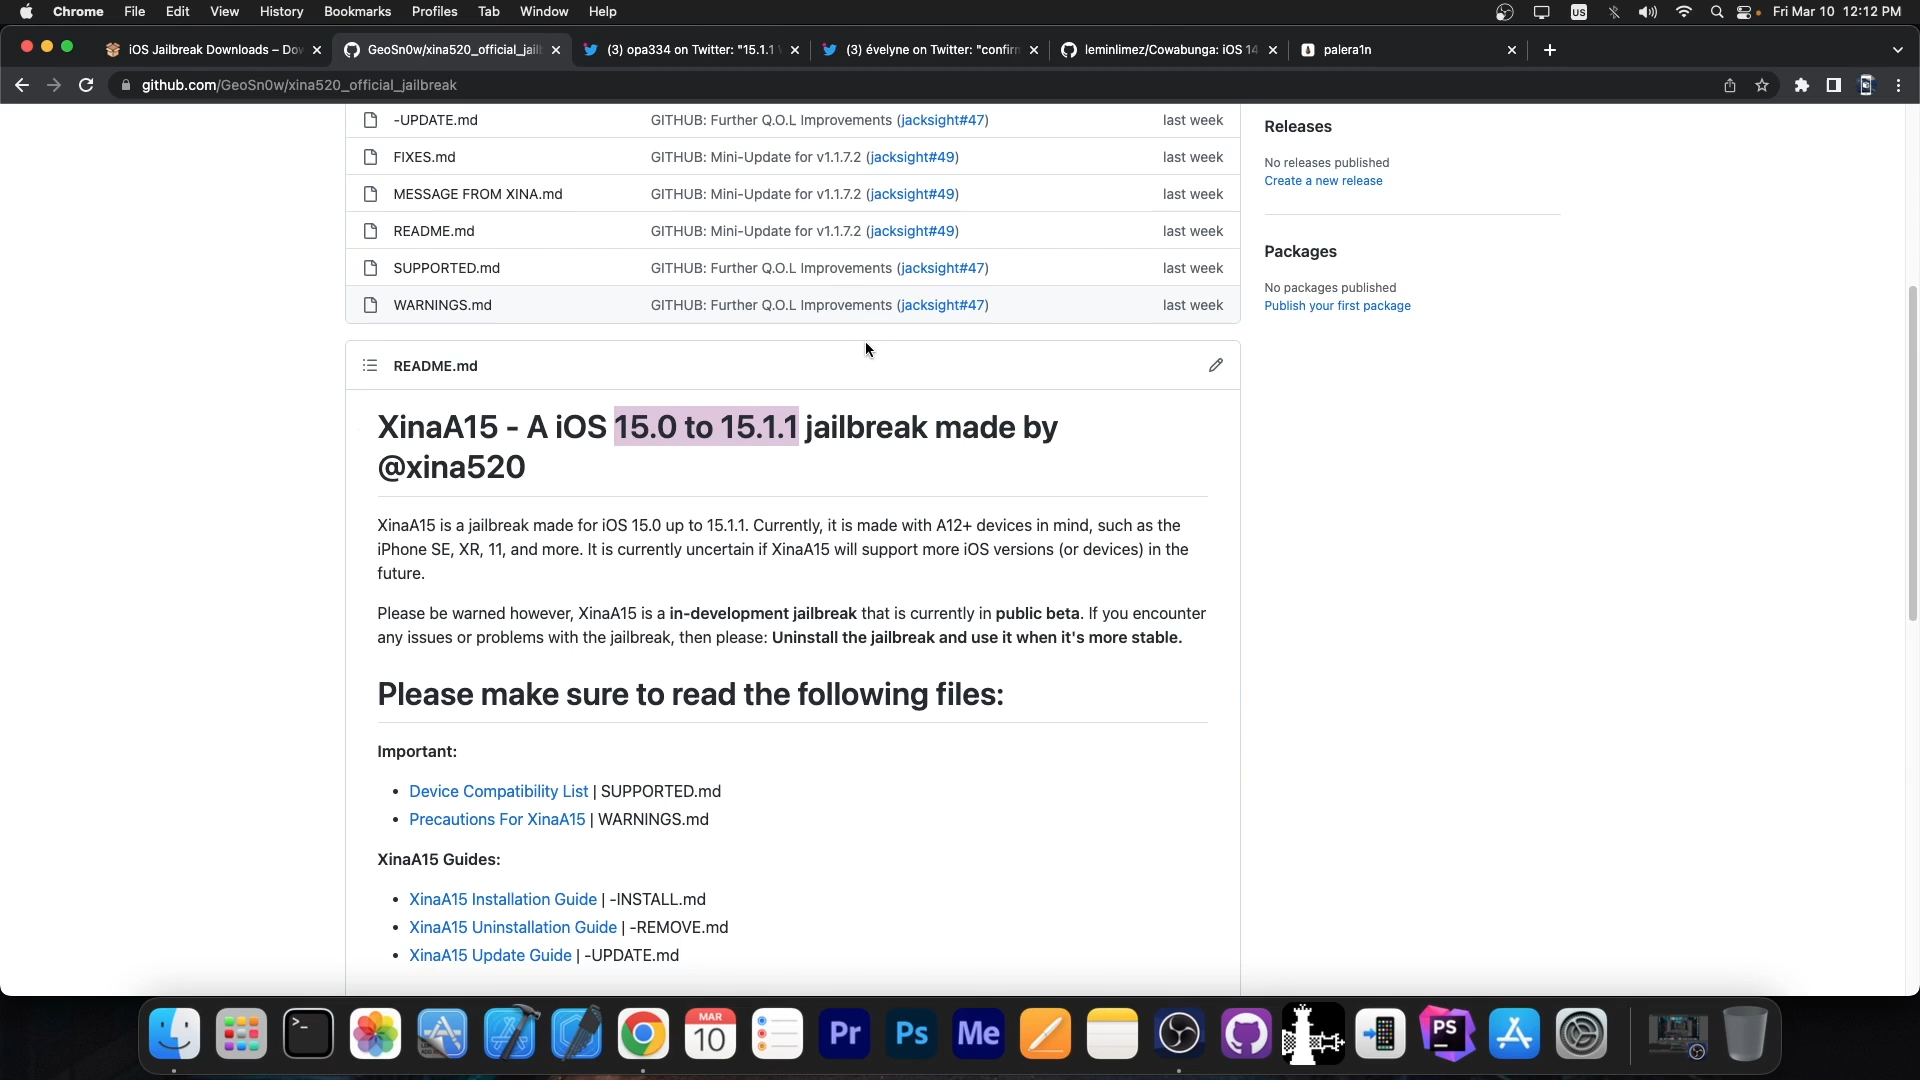 Chrome File Edit View History Bookmarks Profiles Tab Window Help US Fri Mar 10 12:12 PM
iOS Jailbreak Downloads – Dov GeoSn0w/xina520_official_jail (3) opa334 on Twitter: "15.1.1 (3) évelyne on Twitter: "confirm leminlimez/Cowabunga: iOS 14 palera1n
github.com/GeoSn0w/xina520_official_jailbreak
-UPDATE.md GITHUB: Further Q.O.L Improvements (jacksight#47) last week
FIXES.md GITHUB: Mini-Update for v1.1.7.2 (jacksight#49) last week
MESSAGE FROM XINA.md GITHUB: Mini-Update for v1.1.7.2 (jacksight#49) last week
README.md GITHUB: Mini-Update for v1.1.7.2 (jacksight#49) last week
SUPPORTED.md GITHUB: Further Q.O.L Improvements (jacksight#47) last week
WARNINGS.md GITHUB: Further Q.O.L Improvements (jacksight#47) last week
Releases
No releases published
Create a new release
Packages
No packages published
Publish your first package
README.md
XinaA15 - A iOS 15.0 to 15.1.1 jailbreak made by
@xina520
XinaA15 is a jailbreak made for iOS 15.0 up to 15.1.1. Currently, it is made with A12+ devices in mind, such as the
iPhone SE, XR, 11, and more. It is currently uncertain if XinaA15 will support more iOS versions (or devices) in the
future.
Please be warned however, XinaA15 is a in-development jailbreak that is currently in public beta. If you encounter
any issues or problems with the jailbreak, then please: Uninstall the jailbreak and use it when it's more stable.
Please make sure to read the following files:
Important:
• Device Compatibility List | SUPPORTED.md
• Precautions For XinaA15 | WARNINGS.md
XinaA15 Guides:
• XinaA15 Installation Guide | -INSTALL.md
• XinaA15 Uninstallation Guide | -REMOVE.md
• XinaA15 Update Guide | -UPDATE.md
MAR
10
Pr Ps Me PS